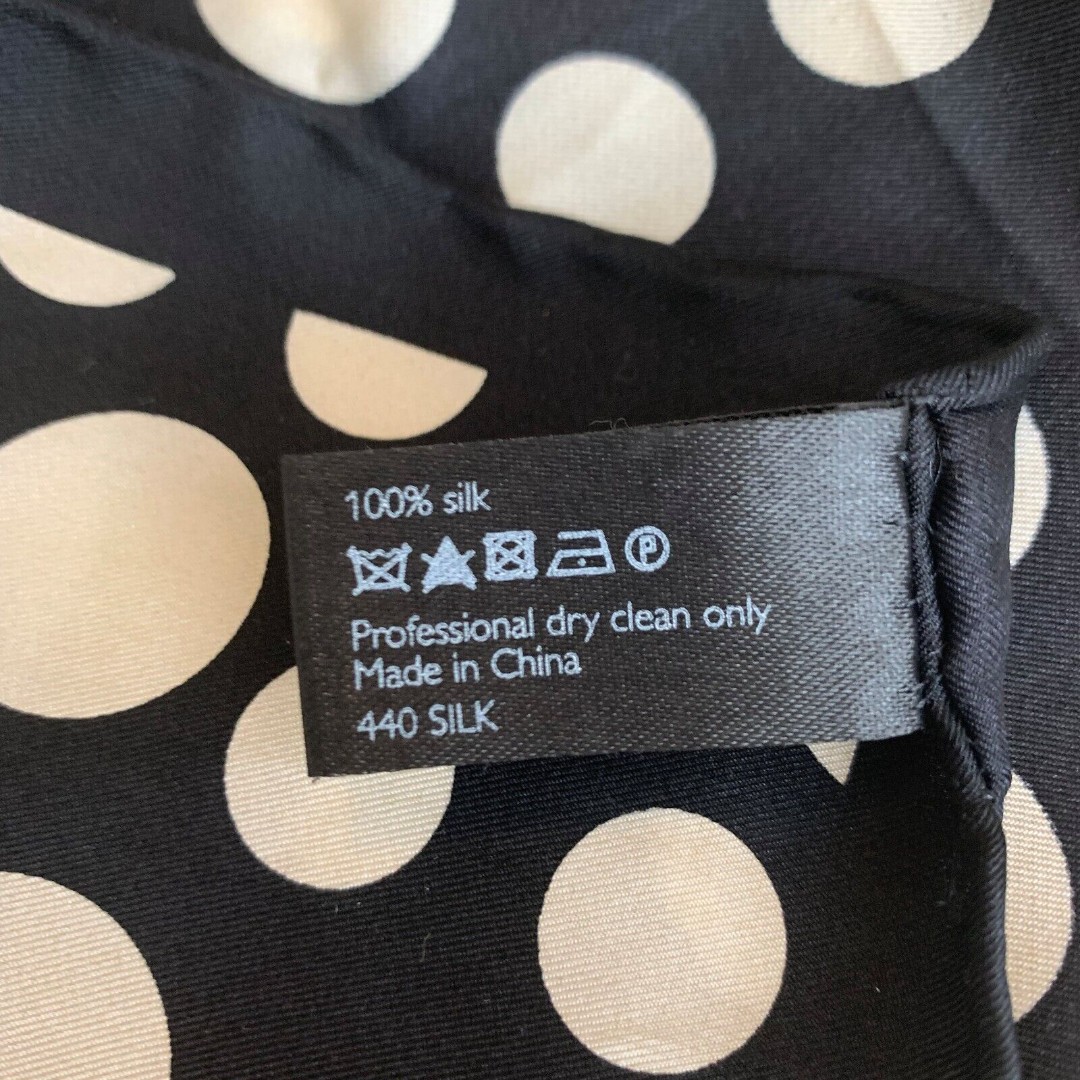 100% silk
P
Professional dry clean only
Made in China
440 SILK